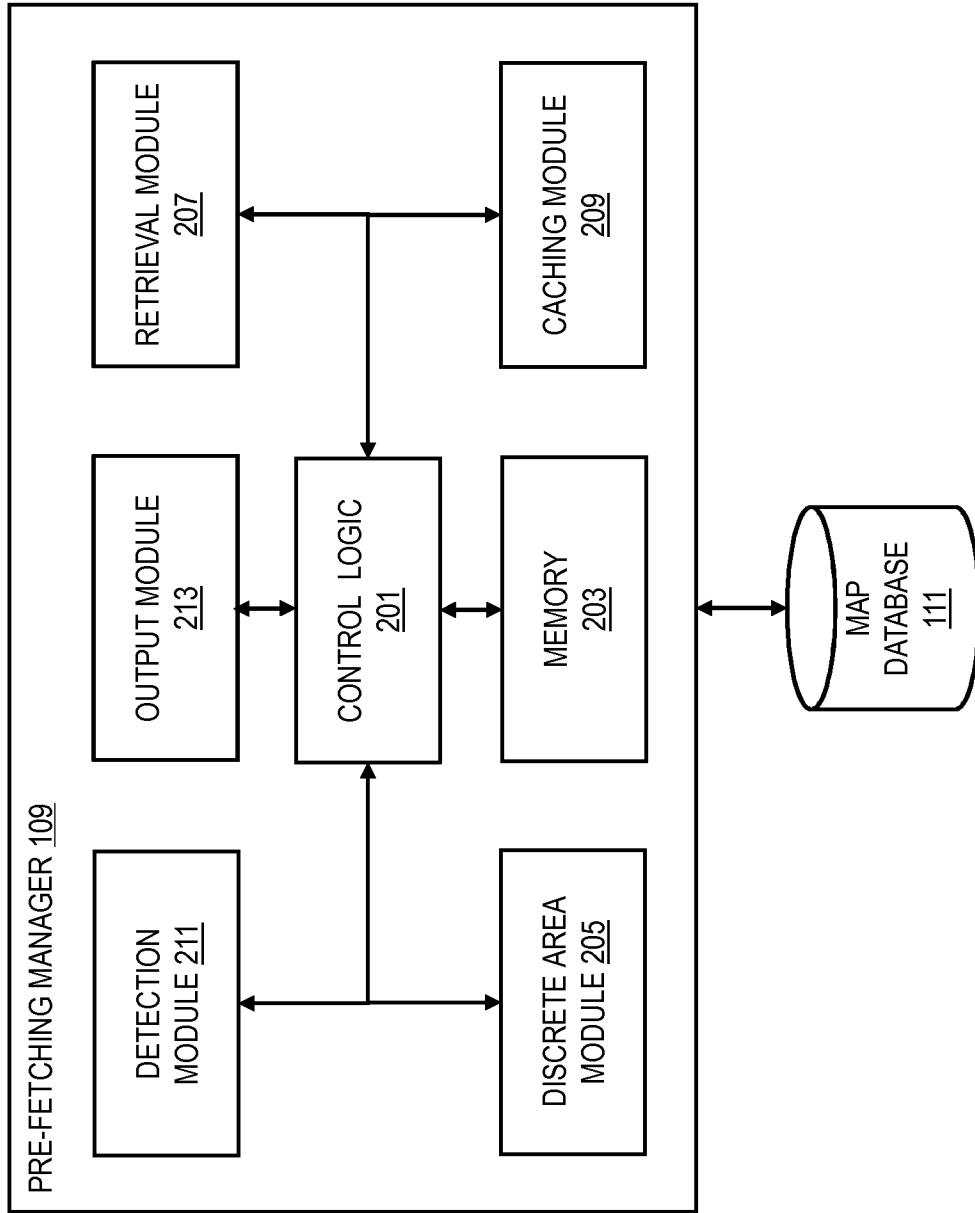 PRE-FETCHING MANAGER 109
DETECTION
MODULE 211
OUTPUT MODULE
213
RETRIEVAL MODULE
207
CONTROL LOGIC
201
DISCRETE AREA
MODULE 205
MEMORY
203
CACHING MODULE
209
MAP
DATABASE
111